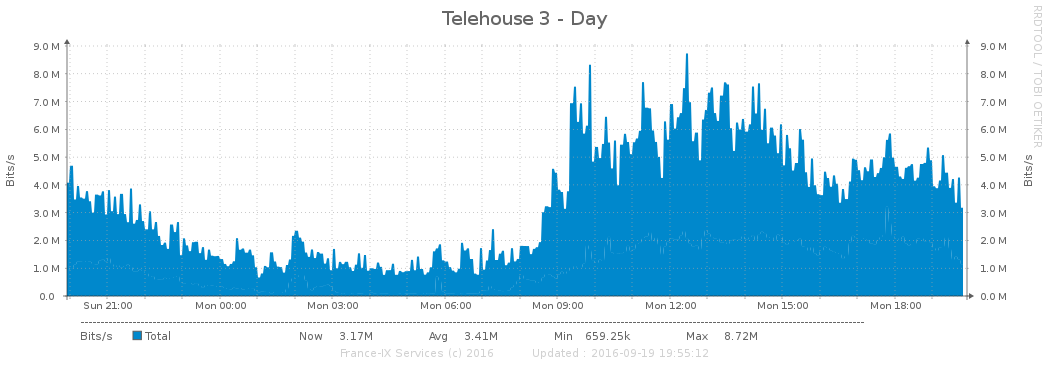 Telehouse 3 - Day
RRDTOOL / TOBI OETIKER
Bits/s
9.0 M 9.0 M
8.0 M 8.0 M
7.0 M 7.0 M
6.0 M 6.0 M
5.0 M 5.0 M
4.0 M 4.0 M
3.0 M 3.0 M
2.0 M 2.0 M
1.0 M 1.0 M
0.0 0.0 M
Bits/s
Sun 21:00 Mon 00:00 Mon 03:00 Mon 06:00 Mon 09:00 Mon 12:00 Mon 15:00 Mon 18:00
Bits/s Total Now 3.17M Avg 3.41M Min 659.25k Max 8.72M
France-IX Services (c) 2016 Updated : 2016-09-19 19:55:12